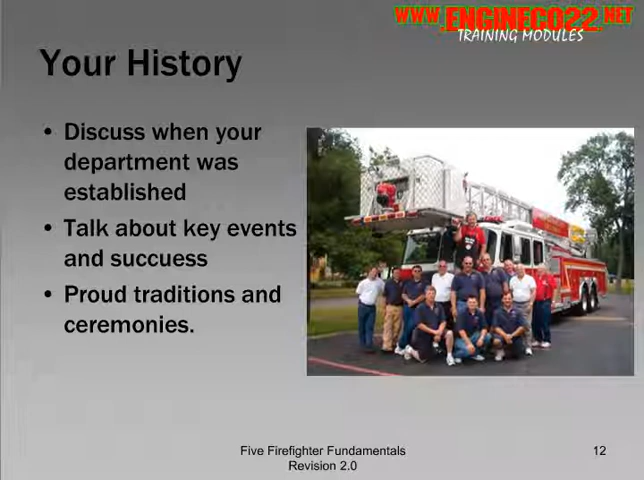 WWW.ENGINECO22.NET
TRAINING MODULES
Your History
• Discuss when your
department was
established
• Talk about key events
and succuess
• Proud traditions and
ceremonies.
Five Firefighter Fundamentals
Revision 2.0
12